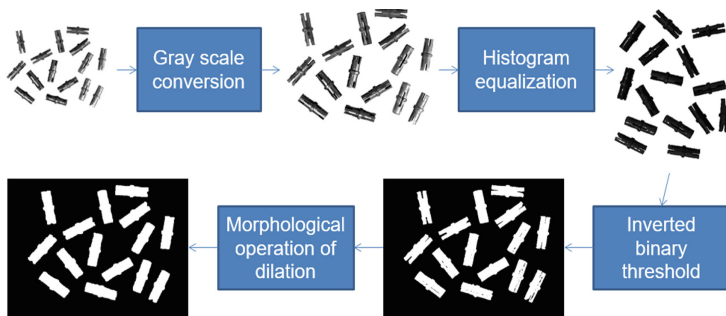 Gray scale
conversion
Histogram
equalization
Inverted
binary
threshold
Morphological
operation of
dilation